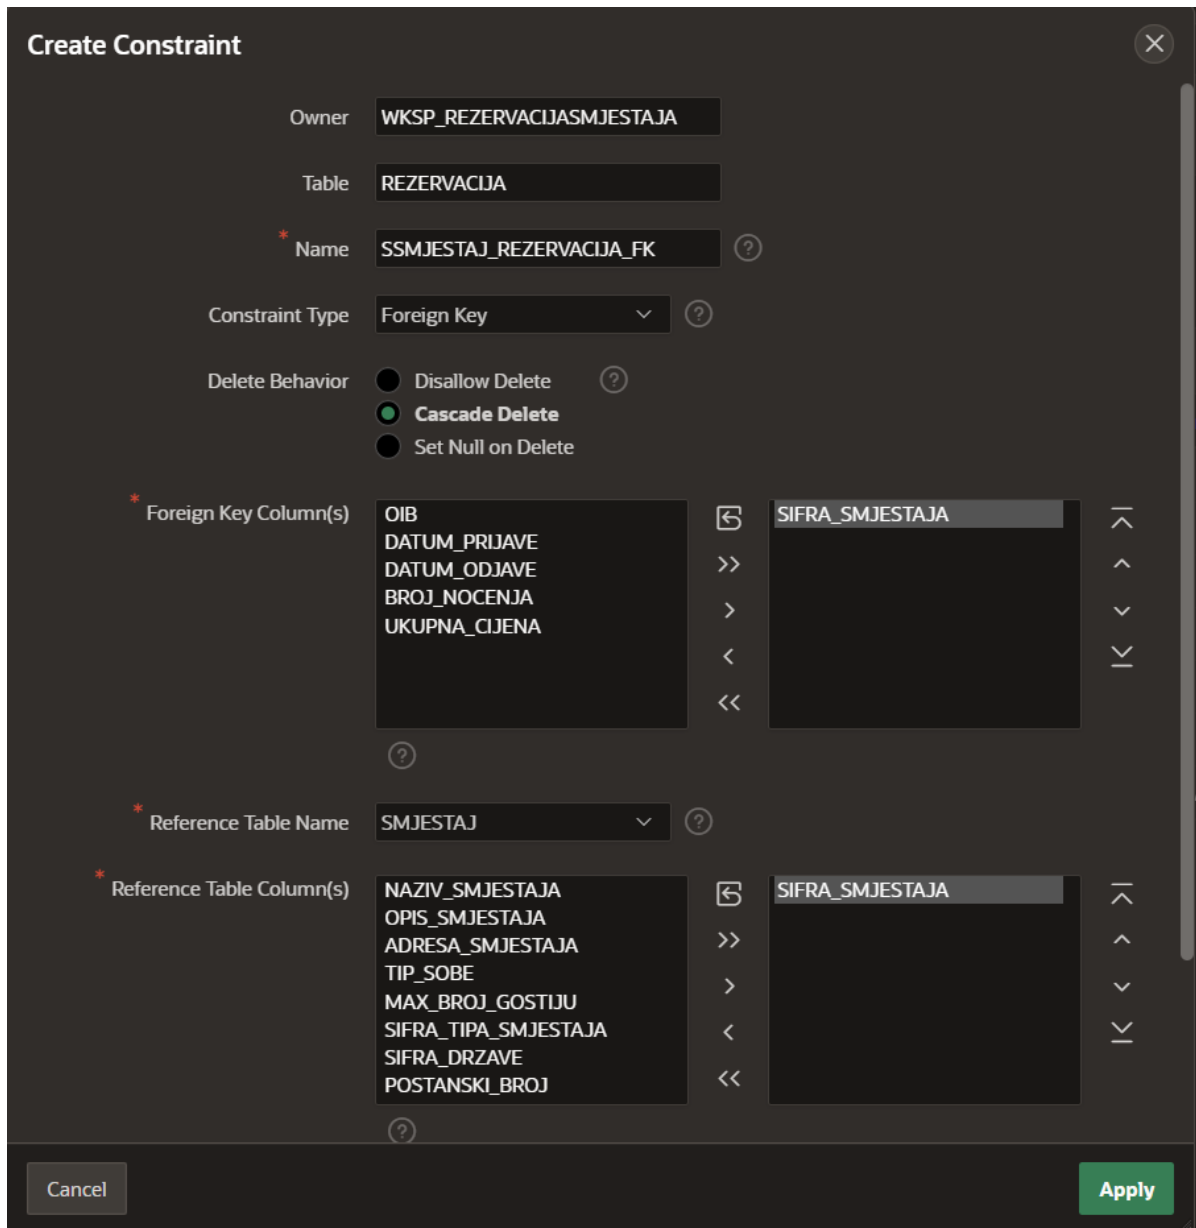 Create Constraint
Owner WKSP_REZERVACIJASMJESTAJA
Table REZERVACIJA
* Name SSMJESTAJ_REZERVACIJA_FK ?
Constraint Type Foreign Key ?
Delete Behavior Disallow Delete ?
Cascade Delete
Set Null on Delete
* Foreign Key Column(s) OIB SIFRA_SMJESTAJA
DATUM_PRIJAVE
DATUM_ODJAVE
BROJ_NOCENJA
UKUPNA_CIJENA
?
* Reference Table Name SMJESTAJ ?
* Reference Table Column(s) NAZIV_SMJESTAJA SIFRA_SMJESTAJA
OPIS_SMJESTAJA
ADRESA_SMJESTAJA
TIP_SOBE
MAX_BROJ_GOSTIJU
SIFRA_TIPA_SMJESTAJA
SIFRA_DRZAVE
POSTANSKI_BROJ
?
Cancel Apply